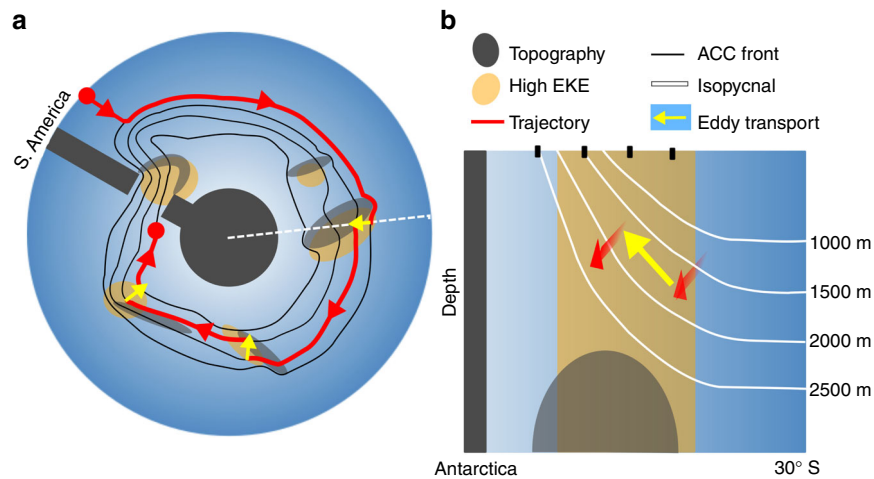 a
S. America
b
Topography
High EKE
Trajectory
ACC front
Isopycnal
Eddy transport
Depth
1000 m
1500 m
2000 m
2500 m
Antarctica
30° S